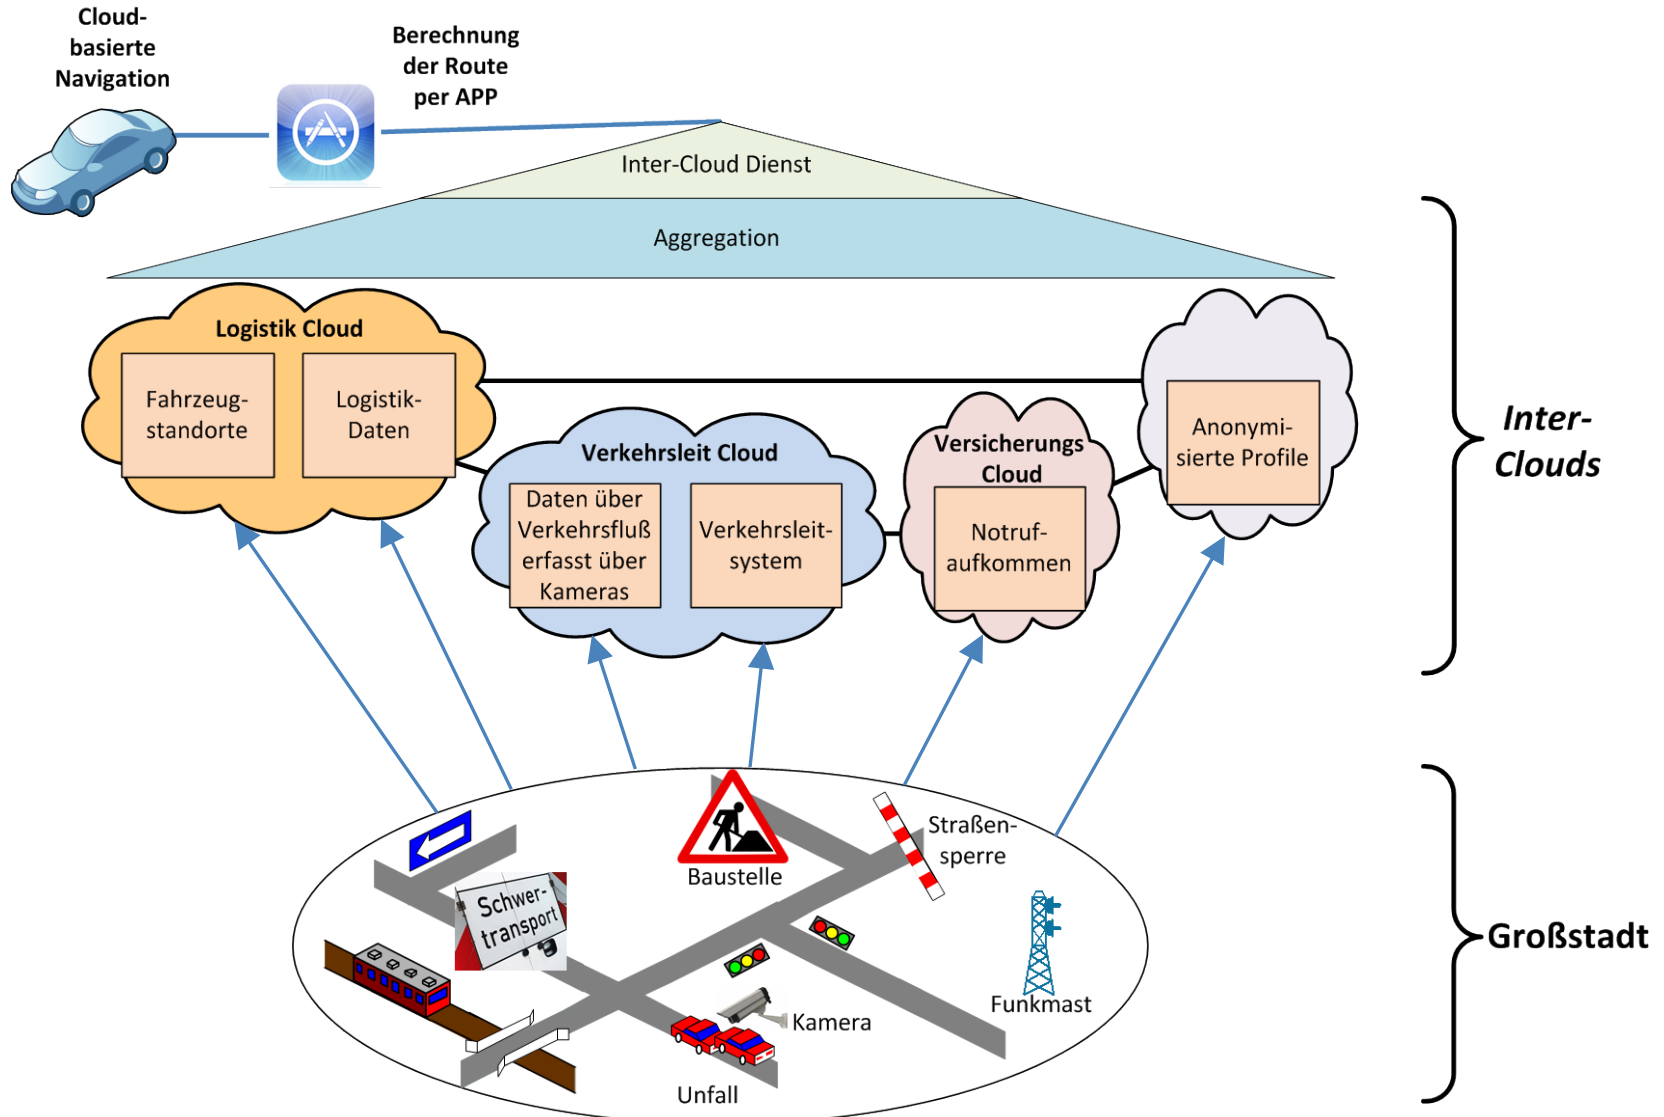 Cloud-
basierte
Navigation
Berechnung
der Route
per APP
Inter-Cloud Dienst
Aggregation
Logistik Cloud
Fahrzeug-
standorte
Logistik-
Daten
Verkehrsleit Cloud
Daten über
Verkehrsfluß
erfasst über
Kameras
Verkehrsleit-
system
Versicherungs
Cloud
Notruf-
aufkommen
Anonymi-
sierte Profile
Inter-
Clouds
Schwer-
transport
Baustelle
Straßen-
sperre
Funkmast
Kamera
Unfall
Großstadt